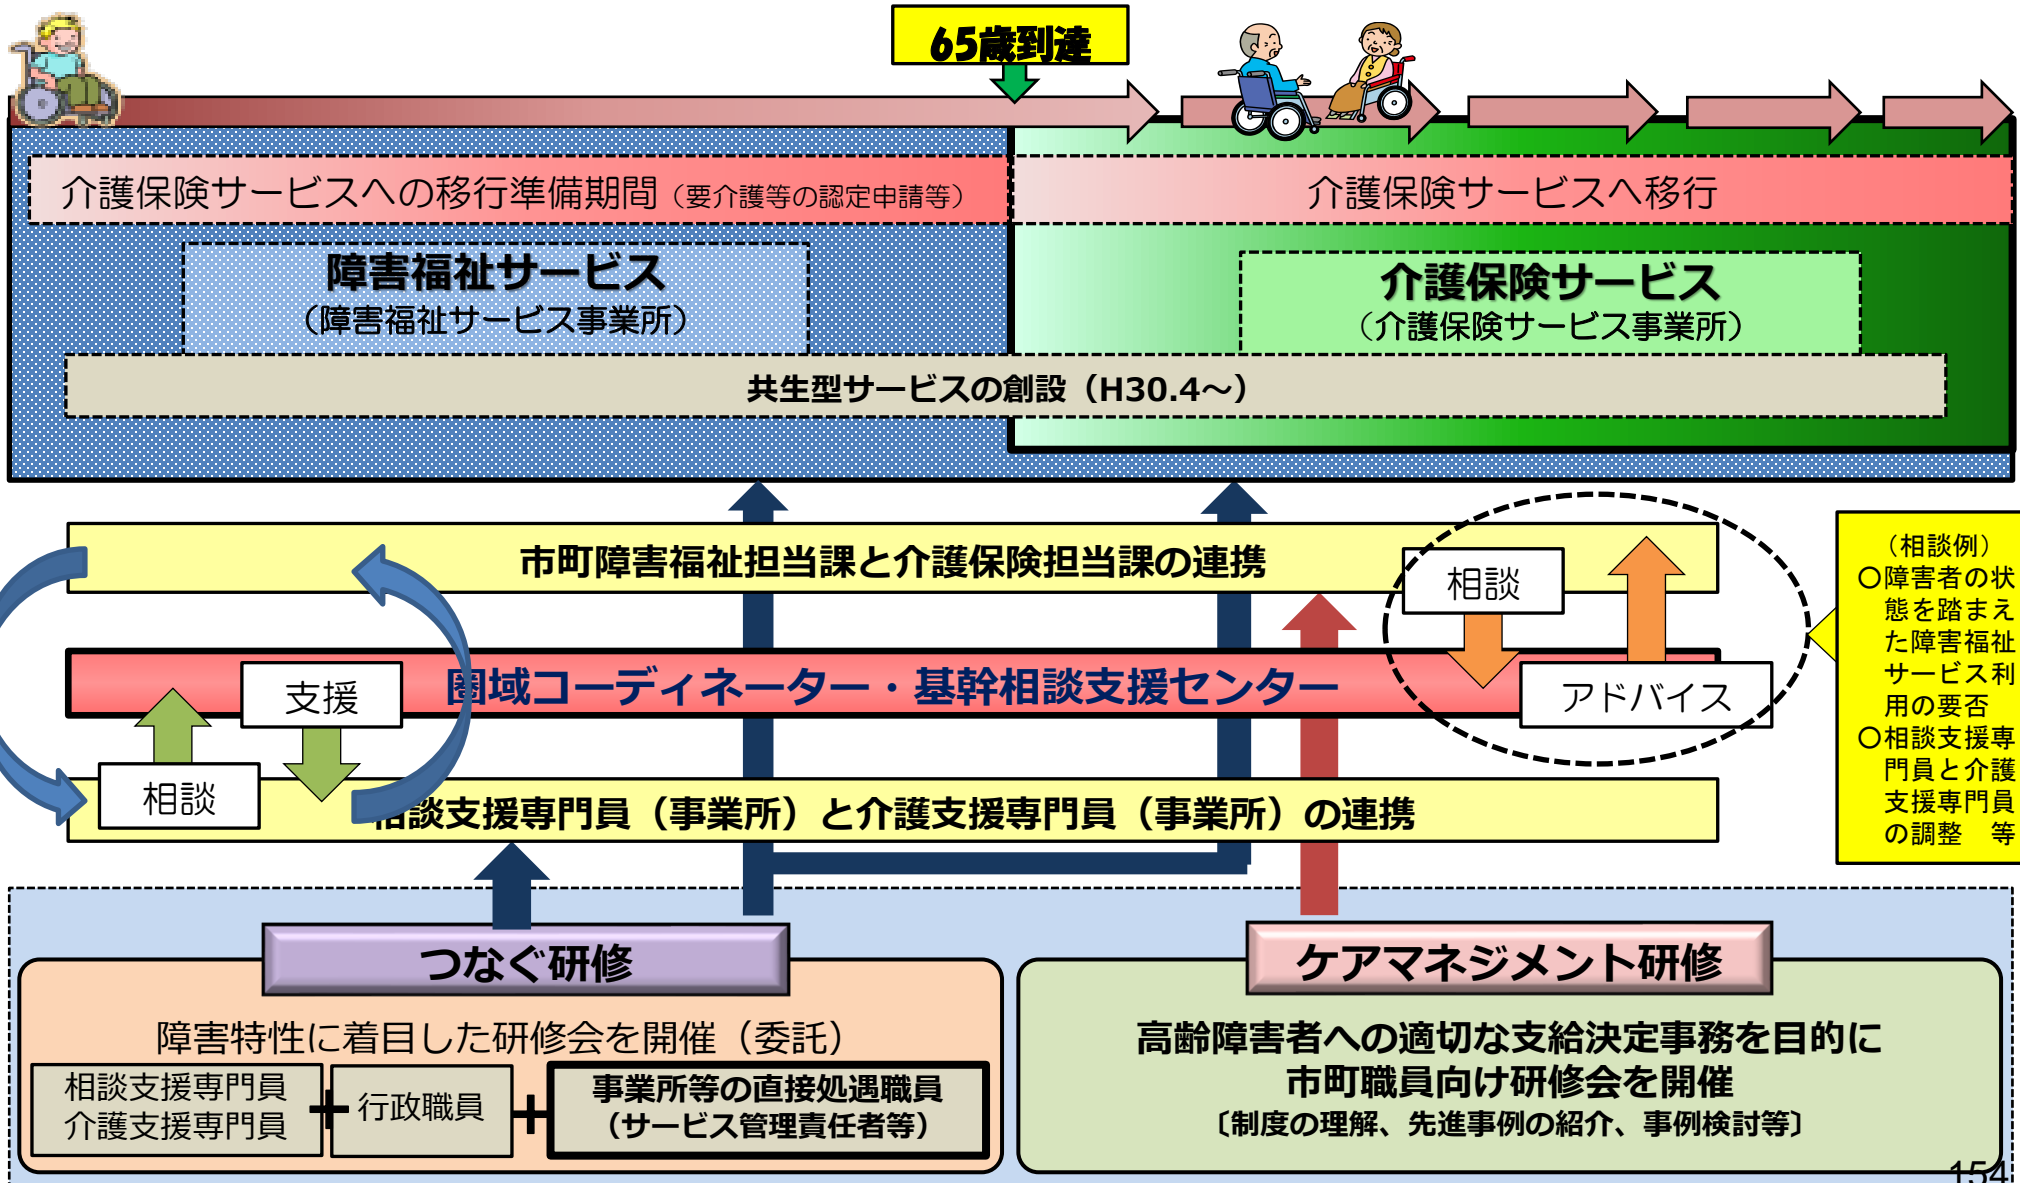 65歳到達
介護保険サービスへの移行準備期間（要介護等の認定申請等）
介護保険サービスへ移行
障害福祉サービス
（障害福祉サービス事業所）
介護保険サービス
（介護保険サービス事業所）
共生型サービスの創設（H30.4～）
市町障害福祉担当課と介護保険担当課の連携
相談
圏域コーディネーター・基幹相談支援センター
支援
アドバイス
相談
相談支援専門員（事業所）と介護支援専門員（事業所）の連携
（相談例）
〇障害者の状
態を踏まえ
た障害福祉
サービス利
用の要否
〇相談支援専
門員と介護
支援専門員
の調整　等
つなぐ研修
障害特性に着目した研修会を開催（委託）
相談支援専門員
介護支援専門員
+
行政職員
+
事業所等の直接処遇職員
（サービス管理責任者等）
ケアマネジメント研修
高齢障害者への適切な支給決定事務を目的に
市町職員向け研修会を開催
〔制度の理解、先進事例の紹介、事例検討等〕
154